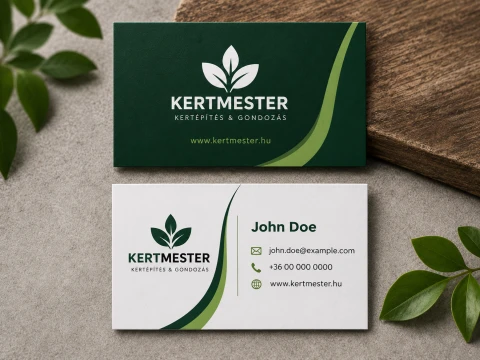 KERTMESTER
KERTÉPÍTÉS & GONDOZÁS
www.kertmester.hu
KERTMESTER
KERTÉPÍTÉS & GONDOZÁS
John Doe
john.doe@example.com
+36 00 000 0000
www.kertmester.hu